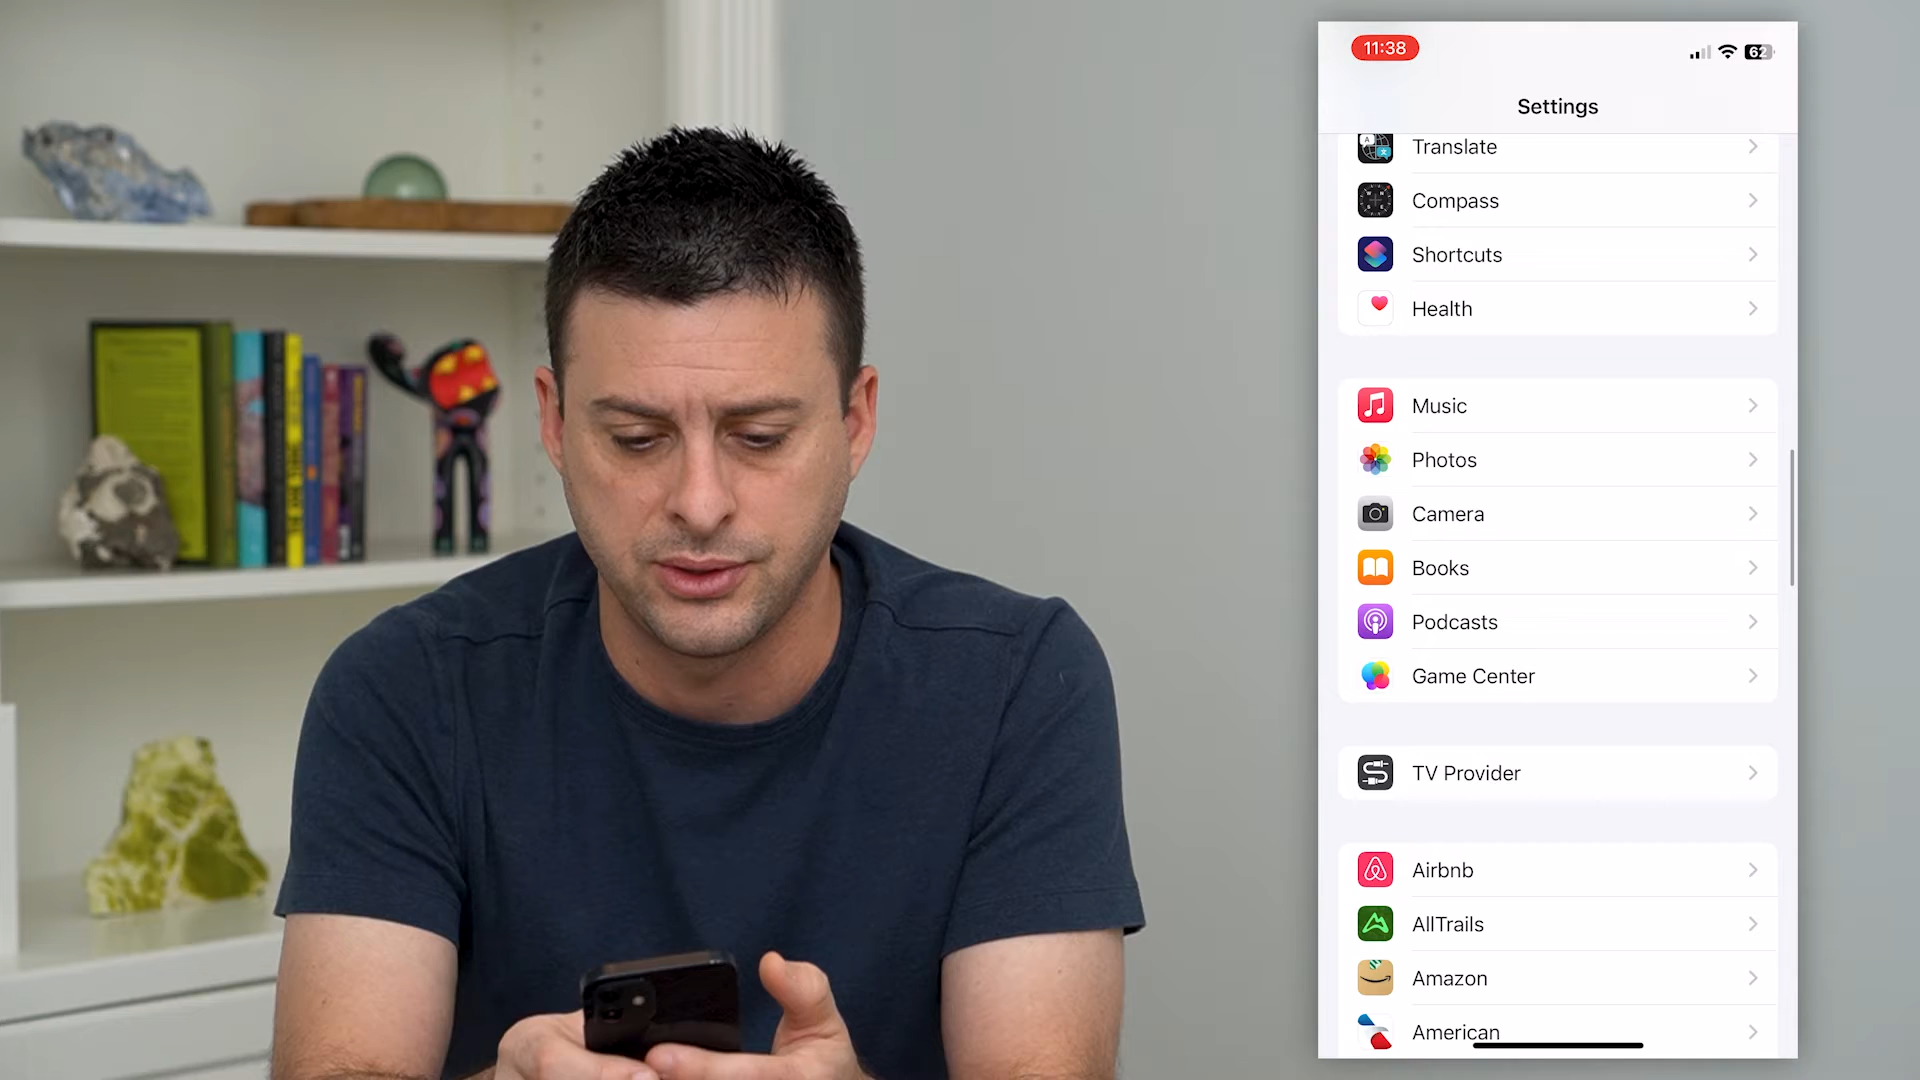 11:38
62
Settings
Translate
Compass
Shortcuts
Health
Music
Photos
Camera
Books
Podcasts
Game Center
TV Provider
Airbnb
AllTrails
Amazon
American